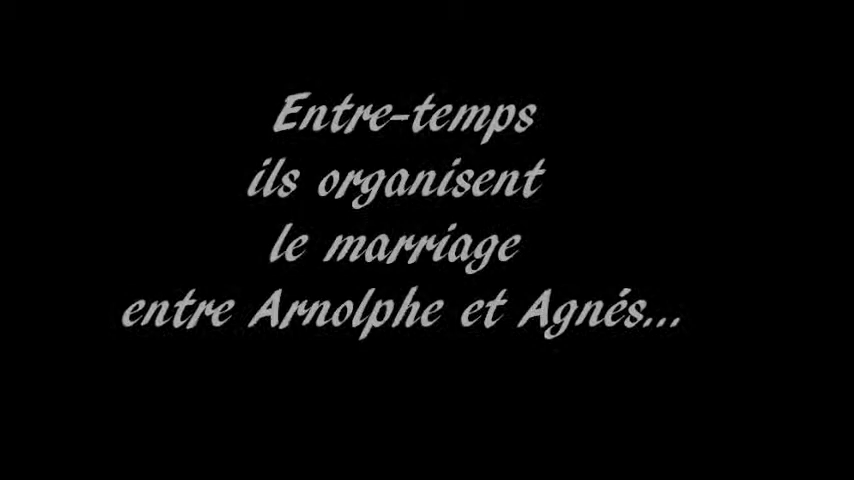 Entre-temps
ils organisent
le marriage
entre Arnolphe et Agnés...